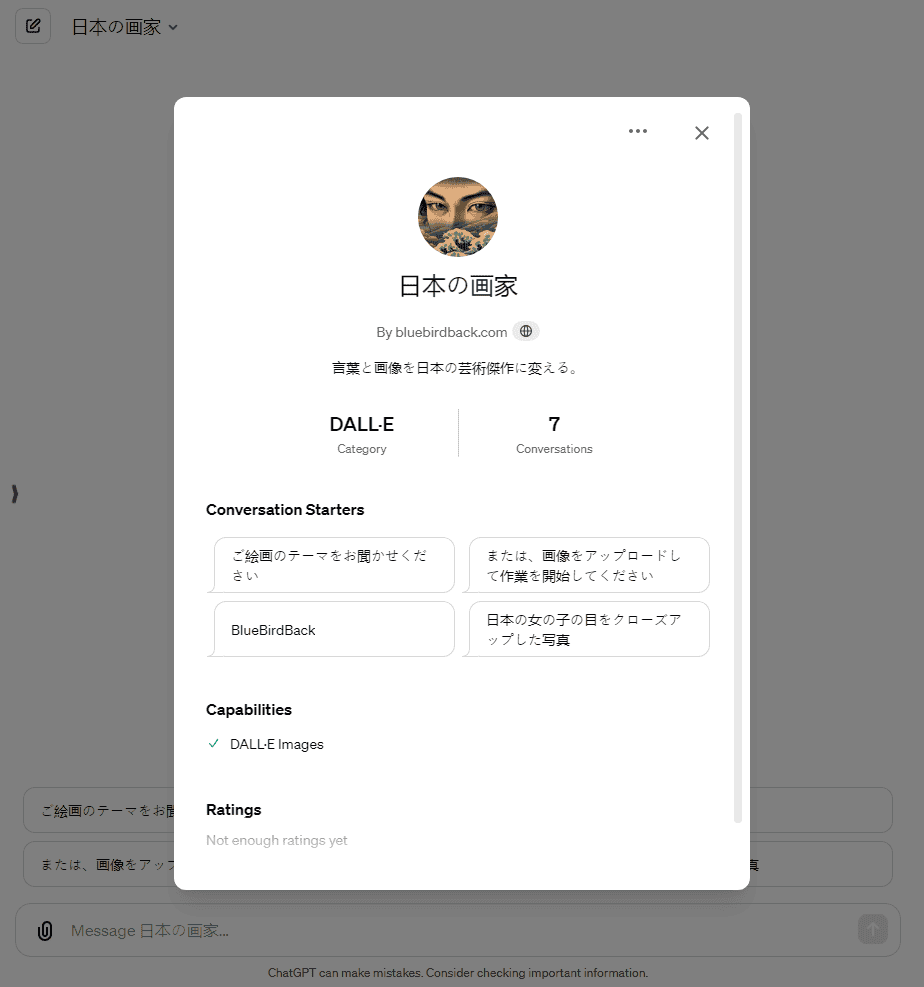 日本の画家
日本の画家
By bluebirdback.com
言葉と画像を日本の芸術傑作に変える。
DALL·E
Category
7
Conversations
Conversation Starters
ご絵画のテーマをお聞かせくだ
さい
または、画像をアップロードし
て作業を開始してください
BlueBirdBack
日本の女の子の目をクローズア
ップした写真
Capabilities
DALL·E Images
Ratings
Not enough ratings yet
ご絵画のテーマをお
または、画像をアップ
真
Message 日本の画家...
ChatGPT can make mistakes. Consider checking important information.